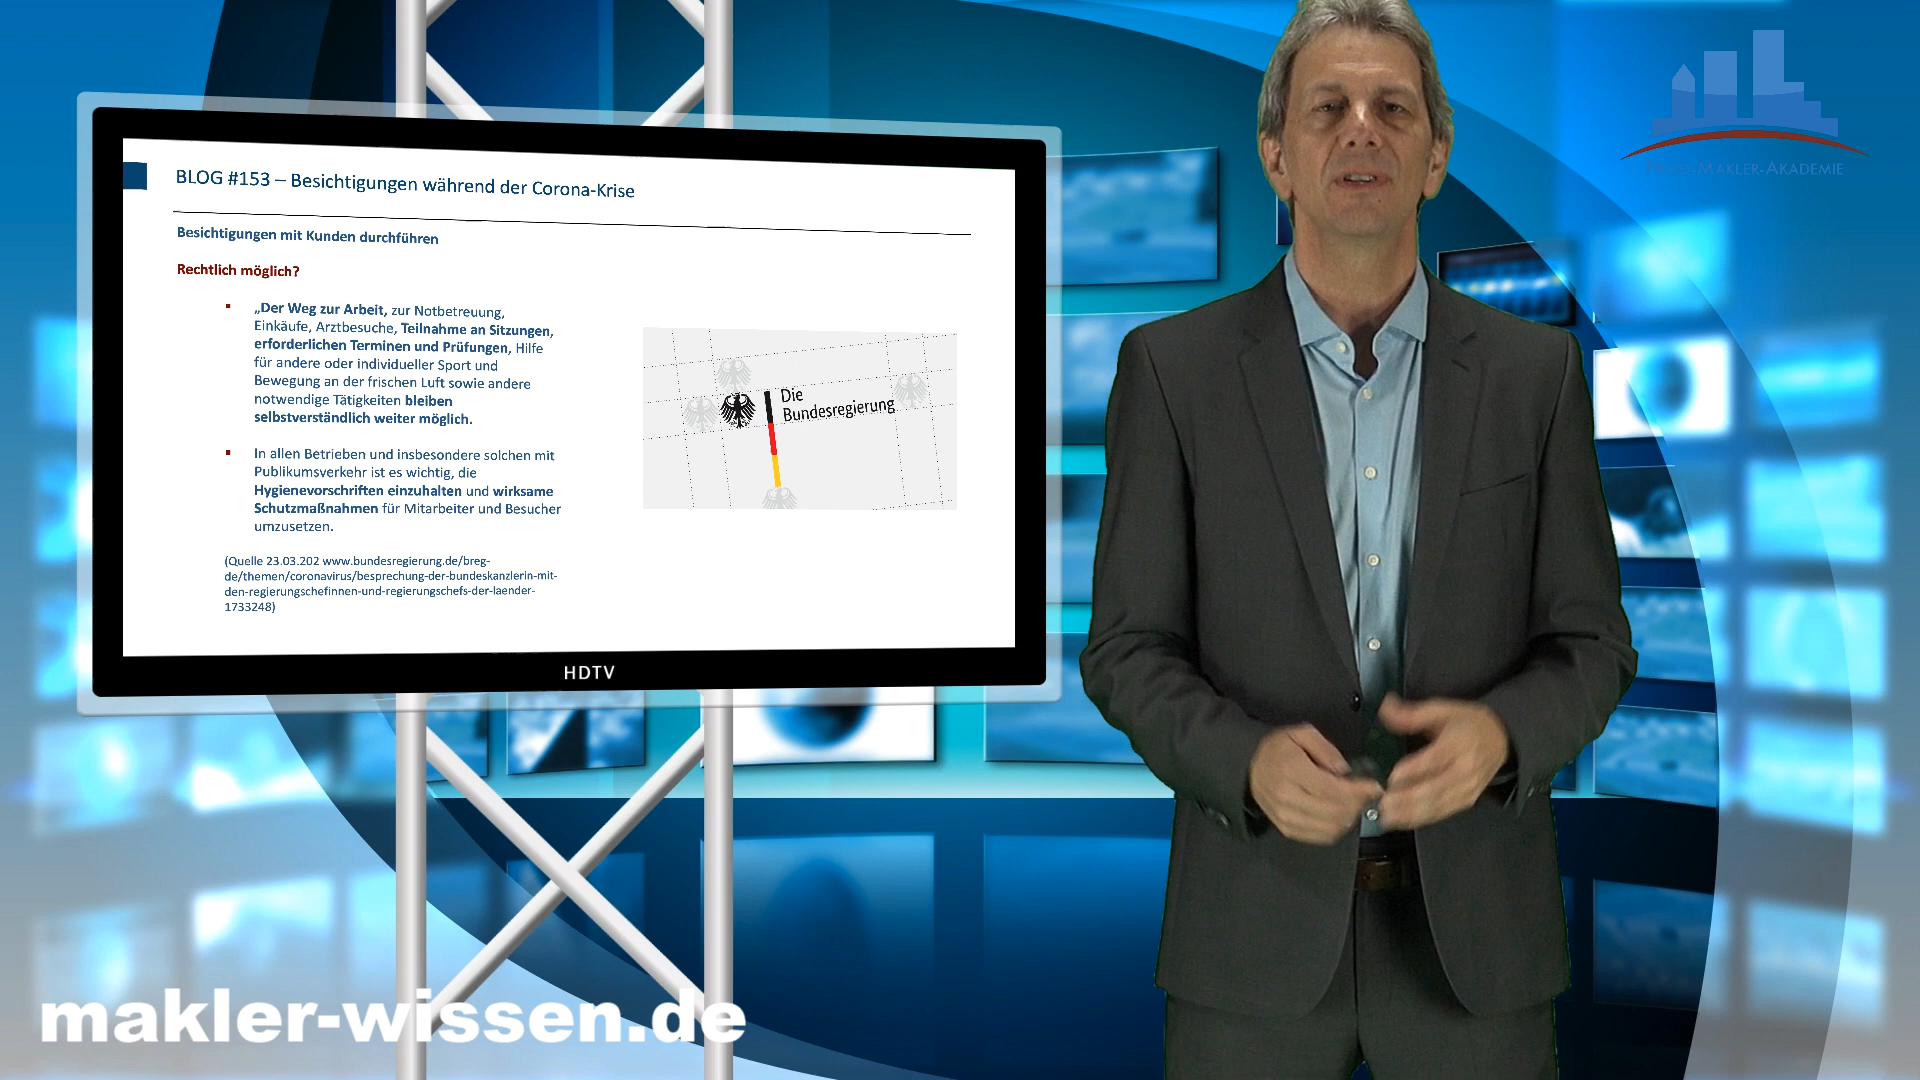 BLOG #153 – Besichtigungen während der Corona-Krise
Besichtigungen mit Kunden durchführen
Rechtlich möglich?
„Der Weg zur Arbeit, zur Notbetreuung,
Einkäufe, Arztbesuche, Teilnahme an Sitzungen,
erforderlichen Terminen und Prüfungen, Hilfe
für andere oder individueller Sport und
Bewegung an der frischen Luft sowie andere
notwendige Tätigkeiten bleiben
selbstverständlich weiter möglich.
In allen Betrieben und insbesondere solchen mit
Publikumsverkehr ist es wichtig, die
Hygienevorschriften einzuhalten und wirksame
Schutzmaßnahmen für Mitarbeiter und Besucher
umzusetzen.
(Quelle 23.03.202 www.bundesregierung.de/breg-
de/themen/coronavirus/besprechung-der-bundeskanzlerin-mit-
den-regierungschefinnen-und-regierungschefs-der-laender-
1733248)
Die
Bundesregierung
HDTV
MAKLER-AKADEMIE
makler-wissen.de